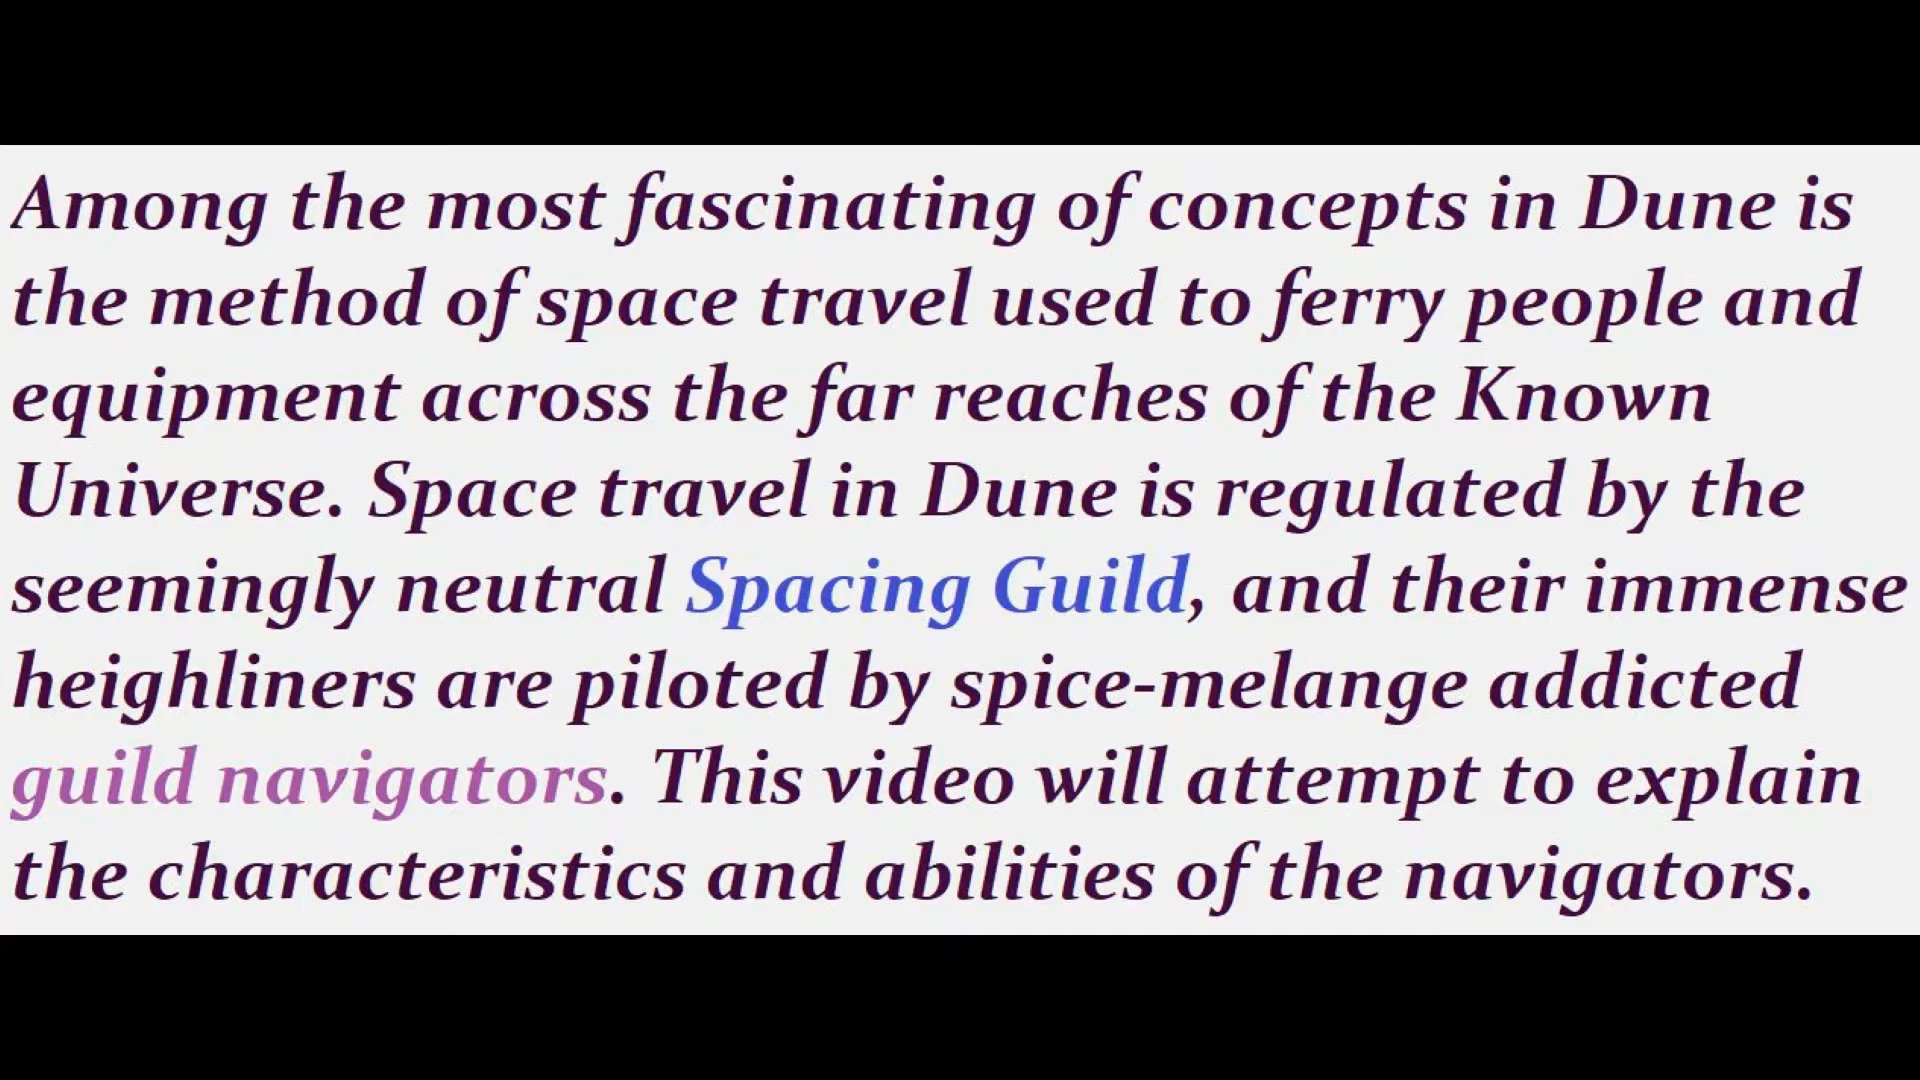 Among the most fascinating of concepts in Dune is
the method of space travel used to ferry people and
equipment across the far reaches of the Known
Universe. Space travel in Dune is regulated by the
seemingly neutral Spacing Guild, and their immense
heighliners are piloted by spice-melange addicted
guild navigators. This video will attempt to explain
the characteristics and abilities of the navigators.